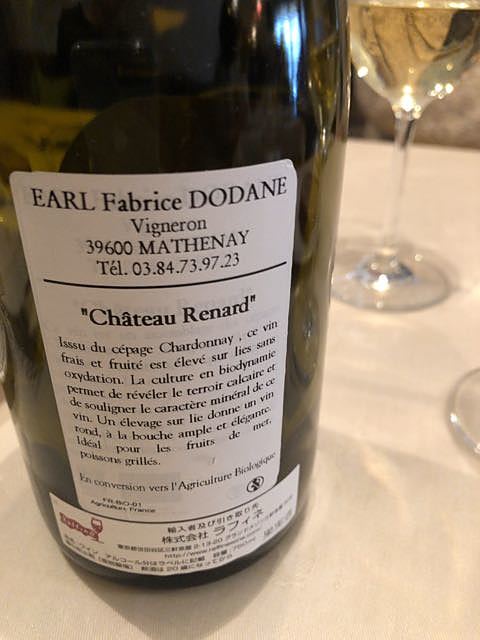 EARL Fabrice DODANE
Vigneron
39600 MATHENAY
Tél. 03.84.73.97.23
"Château Renard"
Isssu du cépage Chardonnay , ce vin
frais et fruité est élevé sur lies sans
oxydation. La culture en biodynamie
permet de révéler le terroir calcaire et
de souligner le caractère minéral de ce
vin. Un élevage sur lie donne un vin
rond, à la bouche ample et élégante.
Idéal pour les fruits de mer,
poissons grillés.
En conversion vers l'Agriculture Biologique
FR-BIO-01
Agriculture France
輸入者及び引き取り先
株式会社 ラフィネ